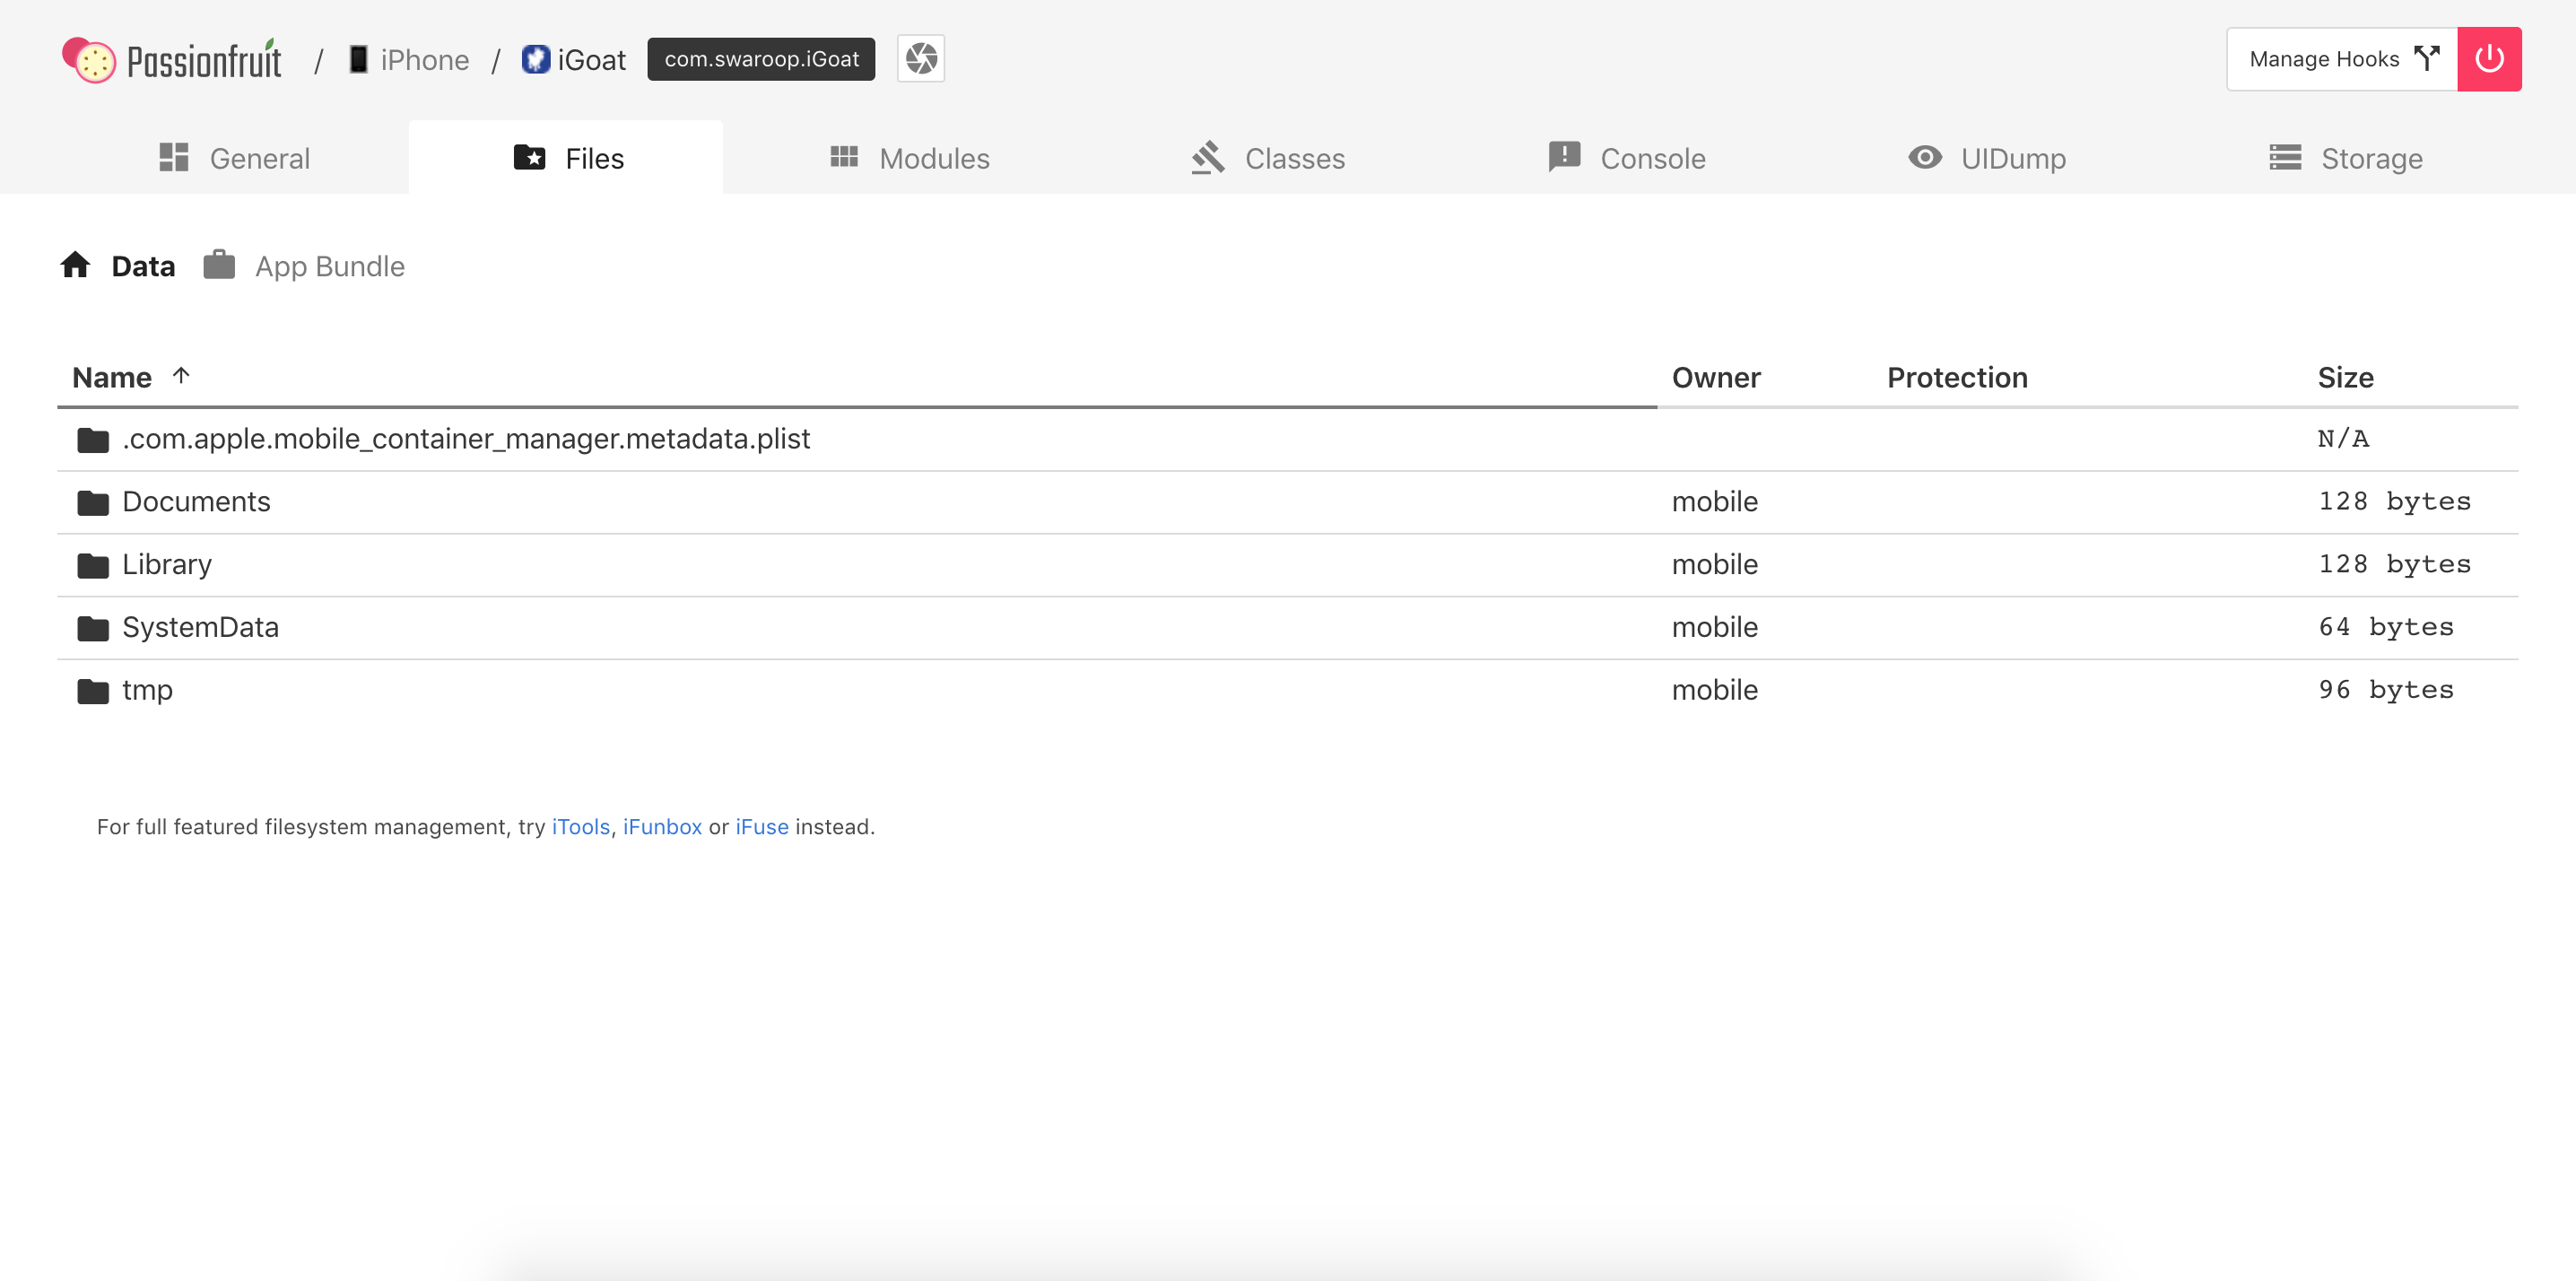 Passionfruit / iPhone / iGoat com.swaroop.iGoat Manage Hooks
General Files Modules Classes Console UIDump Storage
Data App Bundle
Name ↑ Owner Protection Size
.com.apple.mobile_container_manager.metadata.plist N/A
Documents mobile 128 bytes
Library mobile 128 bytes
SystemData mobile 64 bytes
tmp mobile 96 bytes
For full featured filesystem management, try iTools, iFunbox or iFuse instead.